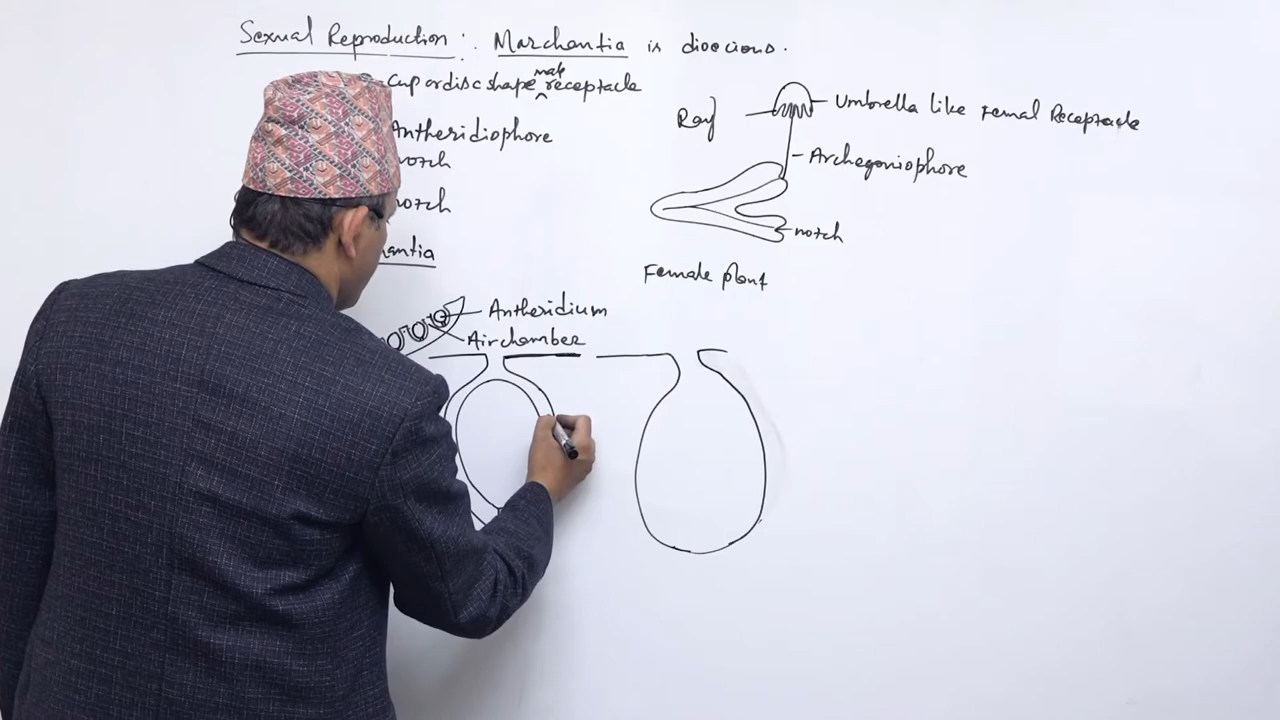 Sexual Reproduction : Marchantia is dioecious.
cup or disc shape male receptacle
Antheridiophore
notch
notch
Antheridium
Airchamber
Ray
Umbrella like Femal Receptacle
Archegoniophore
notch
Female plant